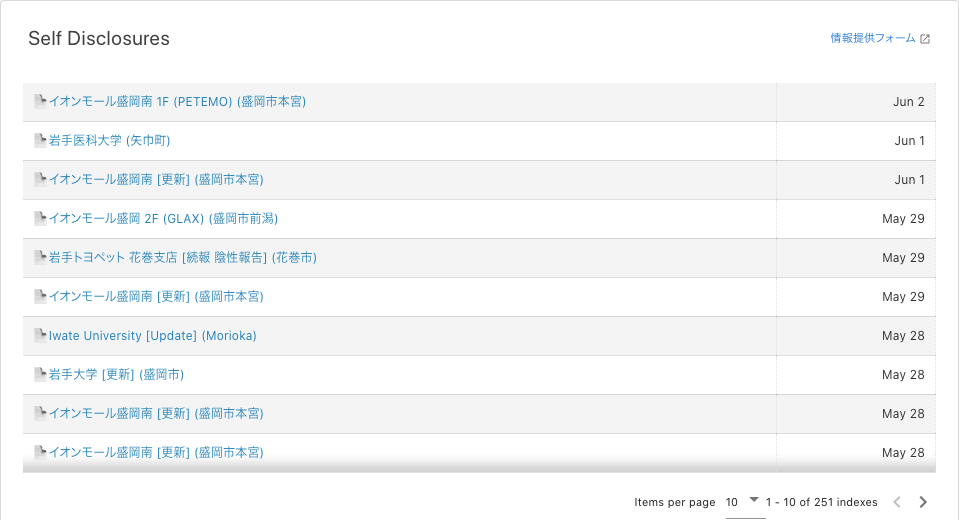 Self Disclosures
情報提供フォーム
イオンモール盛岡南 1F (PETEMO) (盛岡市本宮) Jun 2
岩手医科大学 (矢巾町) Jun 1
イオンモール盛岡南 [更新] (盛岡市本宮) Jun 1
イオンモール盛岡 2F (GLAX) (盛岡市前潟) May 29
岩手トヨペット 花巻支店 [続報 陰性報告] (花巻市) May 29
イオンモール盛岡南 [更新] (盛岡市本宮) May 29
Iwate University [Update] (Morioka) May 28
岩手大学 [更新] (盛岡市) May 28
イオンモール盛岡南 [更新] (盛岡市本宮) May 28
イオンモール盛岡南 [更新] (盛岡市本宮) May 28
Items per page 10 1 - 10 of 251 indexes